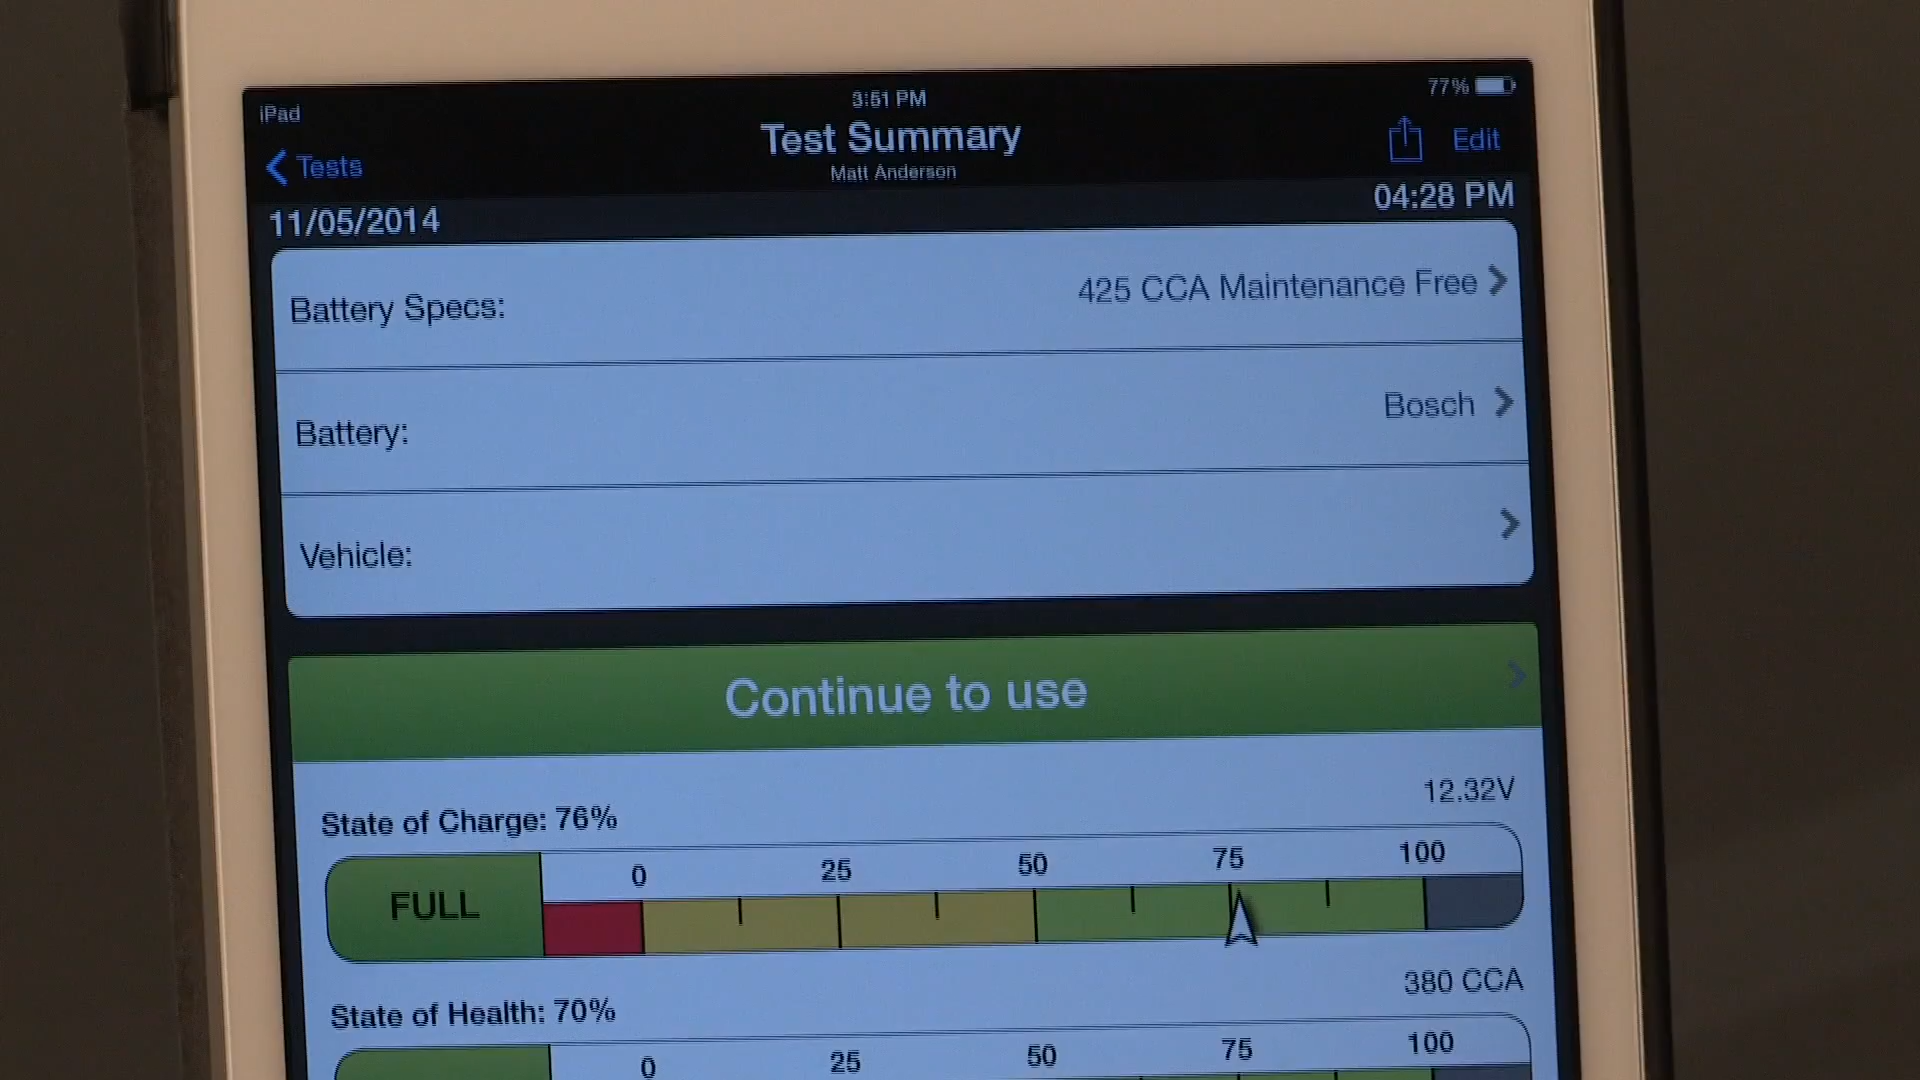 iPad
3:51 PM
77%
Tests
Test Summary
Edit
Matt Anderson
11/05/2014
04:28 PM
Battery Specs:
425 CCA Maintenance Free
Battery:
Bosch
Vehicle:
Continue to use
State of Charge: 76%
12.32V
FULL
0 25 50 75 100
State of Health: 70%
380 CCA
0 25 50 75 100